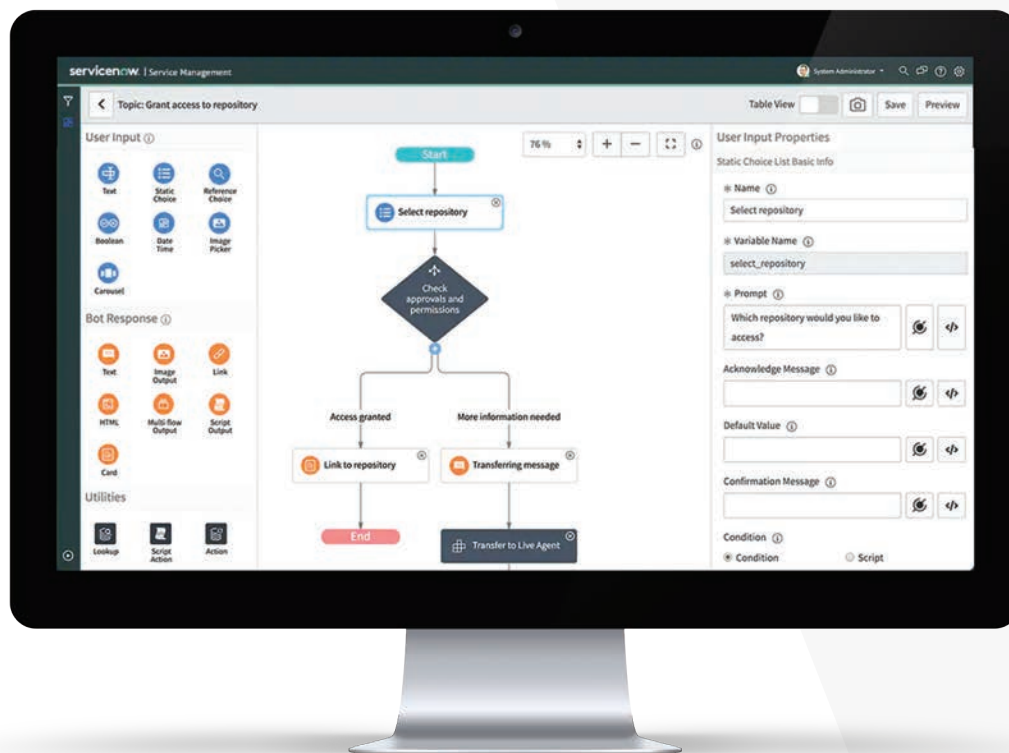 servicenow. | Service Management
System Administrator
Topic: Grant access to repository
Table View
Save
Preview
User Input
Text
Static Choice
Reference Choice
Boolean
Date Time
Image Picker
Carousel
Bot Response
Text
Image Output
Link
HTML
Multi flow Output
Script Output
Card
Utilities
Lookup
Script Action
Action
76%
Start
Select repository
Check
approvals and
permissions
Access granted
More information needed
Link to repository
Transferring message
End
Transfer to Live Agent
User Input Properties
Static Choice List Basic Info
Name
Select repository
Variable Name
select_repository
Prompt
Which repository would you like to
access?
Acknowledge Message
Default Value
Confirmation Message
Condition
Condition
Script